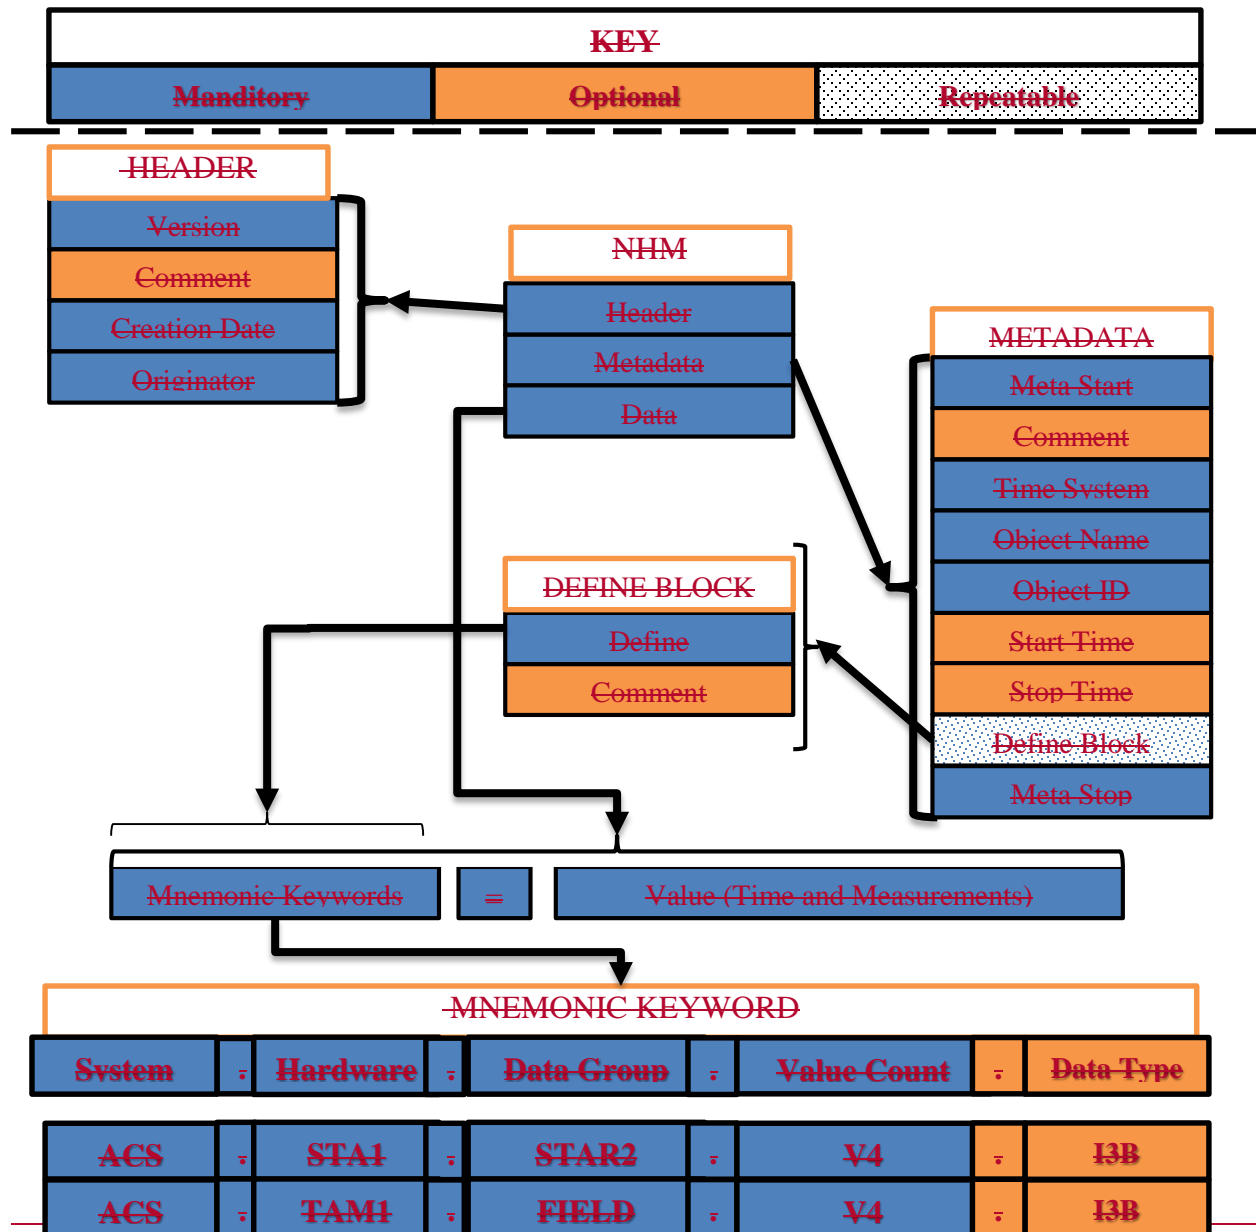 KEY
Manditory Optional Repeatable
HEADER
Version
Comment
Creation Date
Originator
NHM
Header
Metadata
Data
METADATA
Meta Start
Comment
Time System
Object Name
Object ID
Start Time
Stop Time
Define Block
Meta Stop
DEFINE BLOCK
Define
Comment
Mnemonic Keywords = Value (Time and Measurements)
MNEMONIC KEYWORD
System . Hardware . Data Group . Value Count . Data Type
ACS . STA1 . STAR2 . V4 . I3B
ACS . TAM1 . FIELD . V4 . I3B